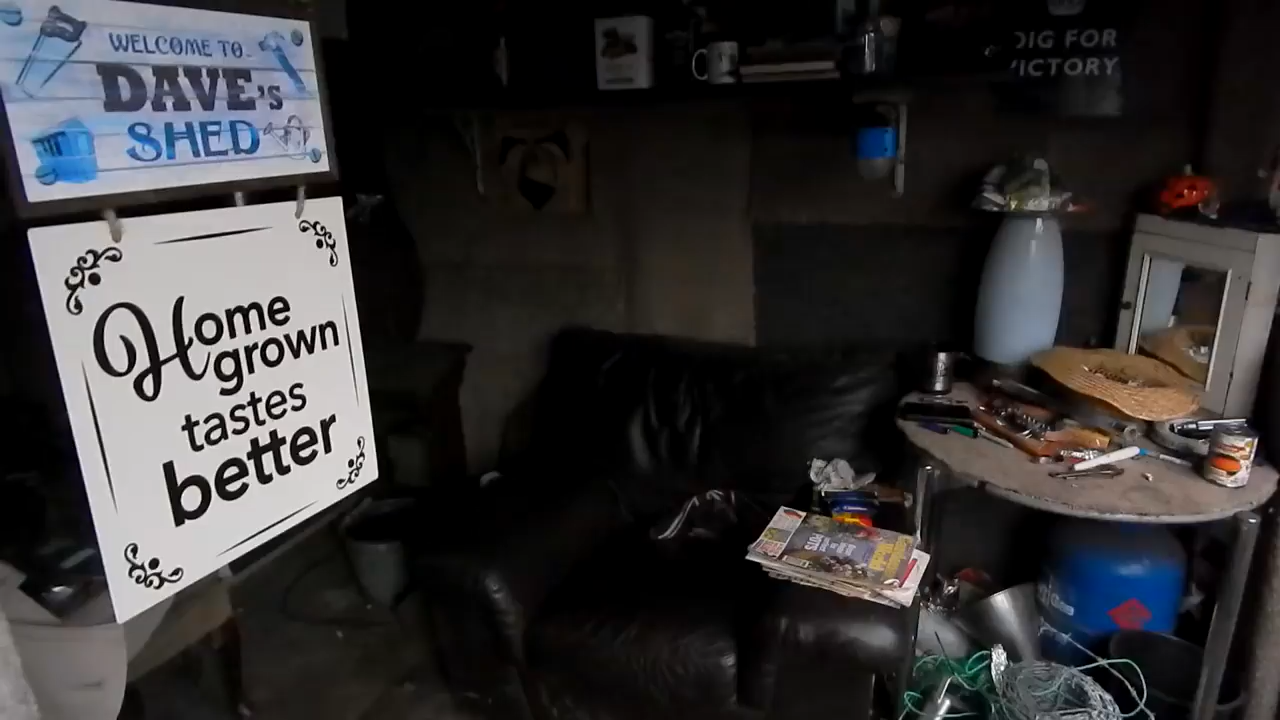 WELCOME TO
DAVE's
SHED
Home
grown
tastes
better
DIG FOR
VICTORY